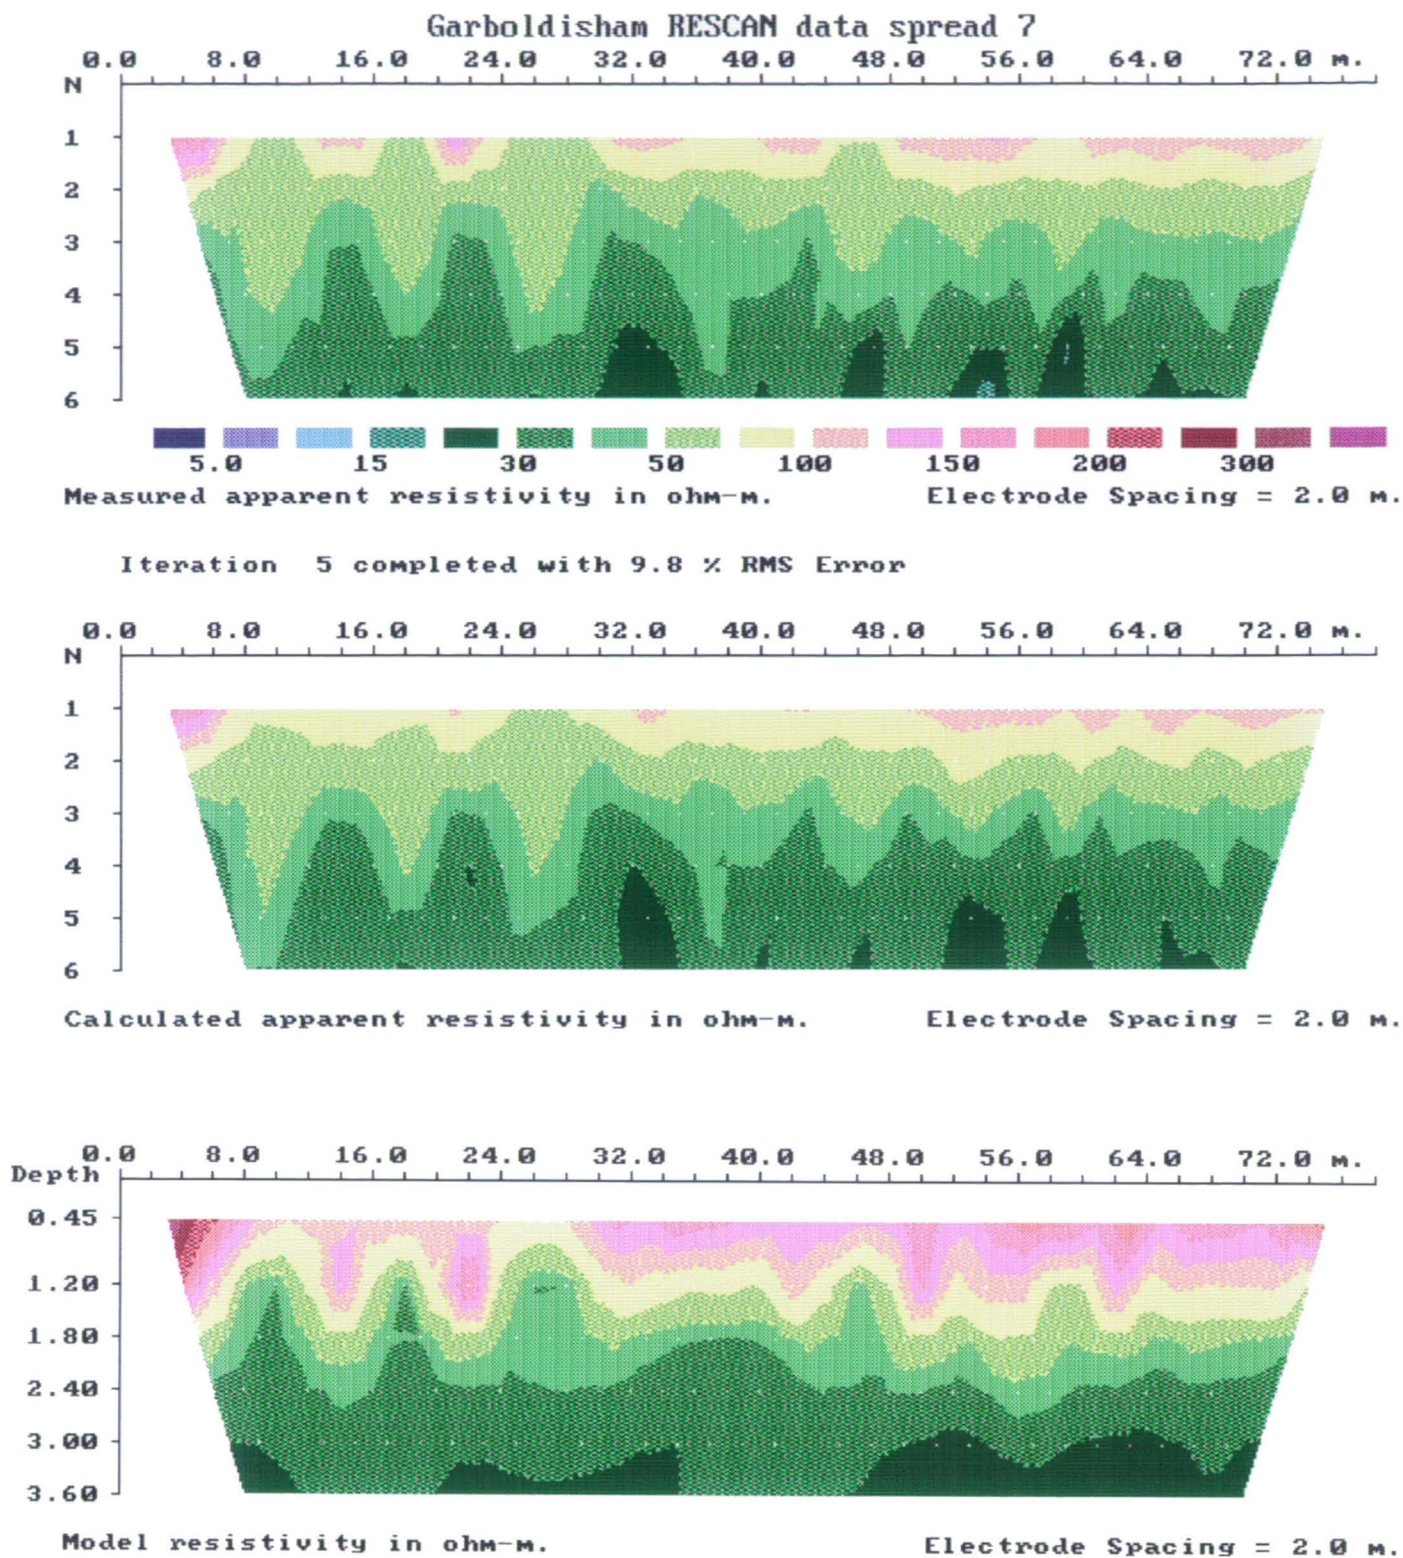 Garboldisham RESCAN data spread 7
0.0 8.0 16.0 24.0 32.0 40.0 48.0 56.0 64.0 72.0 m.
N
1
2
3
4
5
6
5.0 15 30 50 100 150 200 300
Measured apparent resistivity in ohm-m. Electrode Spacing = 2.0 m.
Iteration 5 completed with 9.8 % RMS Error
0.0 8.0 16.0 24.0 32.0 40.0 48.0 56.0 64.0 72.0 m.
N
1
2
3
4
5
6
Calculated apparent resistivity in ohm-m. Electrode Spacing = 2.0 m.
0.0 8.0 16.0 24.0 32.0 40.0 48.0 56.0 64.0 72.0 m.
Depth
0.45
1.20
1.80
2.40
3.00
3.60
Model resistivity in ohm-m. Electrode Spacing = 2.0 m.